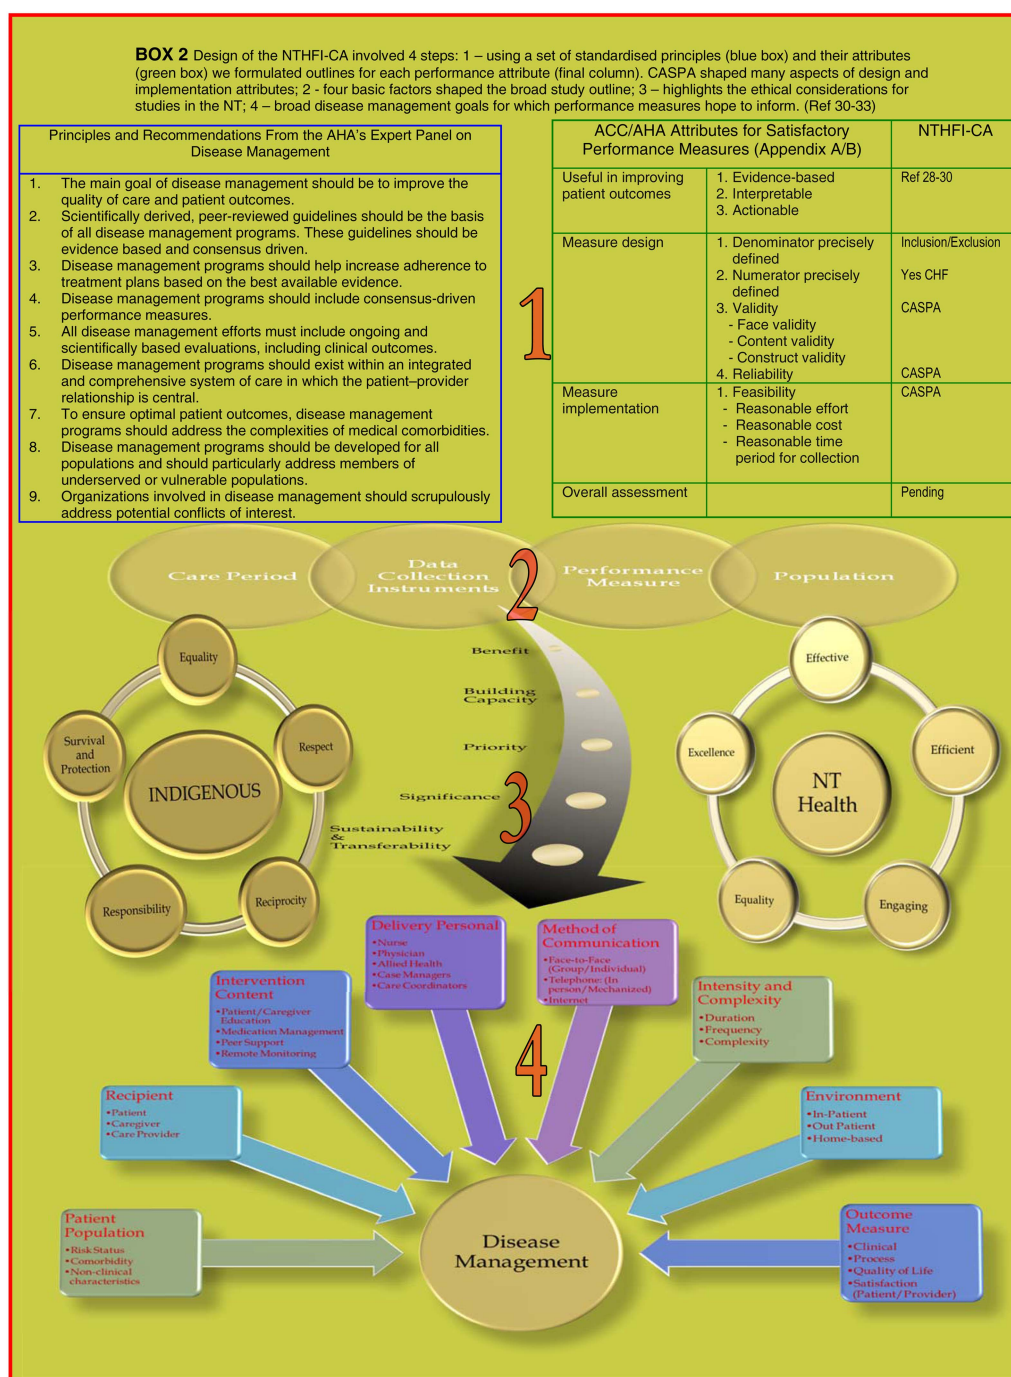 BOX 2 Design of the NTHFI-CA involved 4 steps: 1 – using a set of standardised principles (blue box) and their attributes
(green box) we formulated outlines for each performance attribute (final column). CASPA shaped many aspects of design and
implementation attributes; 2 - four basic factors shaped the broad study outline; 3 – highlights the ethical considerations for
studies in the NT; 4 – broad disease management goals for which performance measures hope to inform. (Ref 30-33)
Principles and Recommendations From the AHA's Expert Panel on
Disease Management
1. The main goal of disease management should be to improve the
quality of care and patient outcomes.
2. Scientifically derived, peer-reviewed guidelines should be the basis
of all disease management programs. These guidelines should be
evidence based and consensus driven.
3. Disease management programs should help increase adherence to
treatment plans based on the best available evidence.
4. Disease management programs should include consensus-driven
performance measures.
5. All disease management efforts must include ongoing and
scientifically based evaluations, including clinical outcomes.
6. Disease management programs should exist within an integrated
and comprehensive system of care in which the patient–provider
relationship is central.
7. To ensure optimal patient outcomes, disease management
programs should address the complexities of medical comorbidities.
8. Disease management programs should be developed for all
populations and should particularly address members of
underserved or vulnerable populations.
9. Organizations involved in disease management should scrupulously
address potential conflicts of interest.
1
ACC/AHA Attributes for Satisfactory
Performance Measures (Appendix A/B)
NTHFI-CA
Useful in improving
patient outcomes
1. Evidence-based
2. Interpretable
3. Actionable
Ref 28-30
Measure design
1. Denominator precisely
defined
2. Numerator precisely
defined
3. Validity
- Face validity
- Content validity
- Construct validity
4. Reliability
Inclusion/Exclusion
Yes CHF
CASPA
CASPA
Measure
implementation
1. Feasibility
- Reasonable effort
- Reasonable cost
- Reasonable time
period for collection
CASPA
Overall assessment
Pending
Care Period
Data
Collection
Instruments
2
Performance
Measure
Population
Equality
Respect
Reciprocity
Responsibility
Survival
and
Protection
INDIGENOUS
Benefit
Building
Capacity
Priority
Significance
Sustainability
&
Transferability
3
Effective
Efficient
Engaging
Equality
Excellence
NT
Health
4
Patient
Population
•Risk Status
•Comorbidity
•Non-clinical
characteristics
Recipient
•Patient
•Caregiver
•Care Provider
Intervention
Content
•Patient/Caregiver
Education
•Medication Management
•Peer Support
•Remote Monitoring
Delivery Personal
•Nurse
•Physician
•Allied Health
•Case Managers
•Care Coordinators
Method of
Communication
•Face-to-Face
(Group/Individual)
•Telephone: (In
person/Mechanized)
•Internet
Intensity and
Complexity
•Duration
•Frequency
•Complexity
Environment
•In-Patient
•Out Patient
•Home-based
Outcome
Measure
•Clinical
•Process
•Quality of Life
•Satisfaction
(Patient/Provider)
Disease
Management